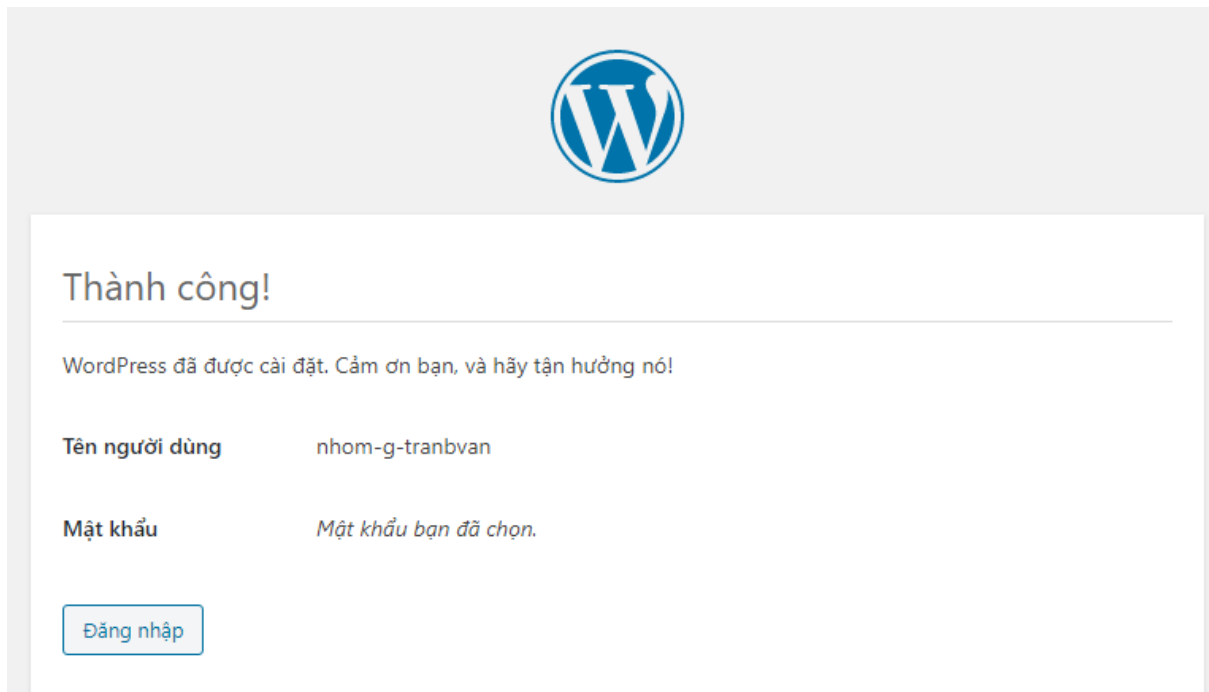 Thành công!
WordPress đã được cài đặt. Cảm ơn bạn, và hãy tận hưởng nó!
Tên người dùng nhom-g-tranbvan
Mật khẩu Mật khẩu bạn đã chọn.
Đăng nhập